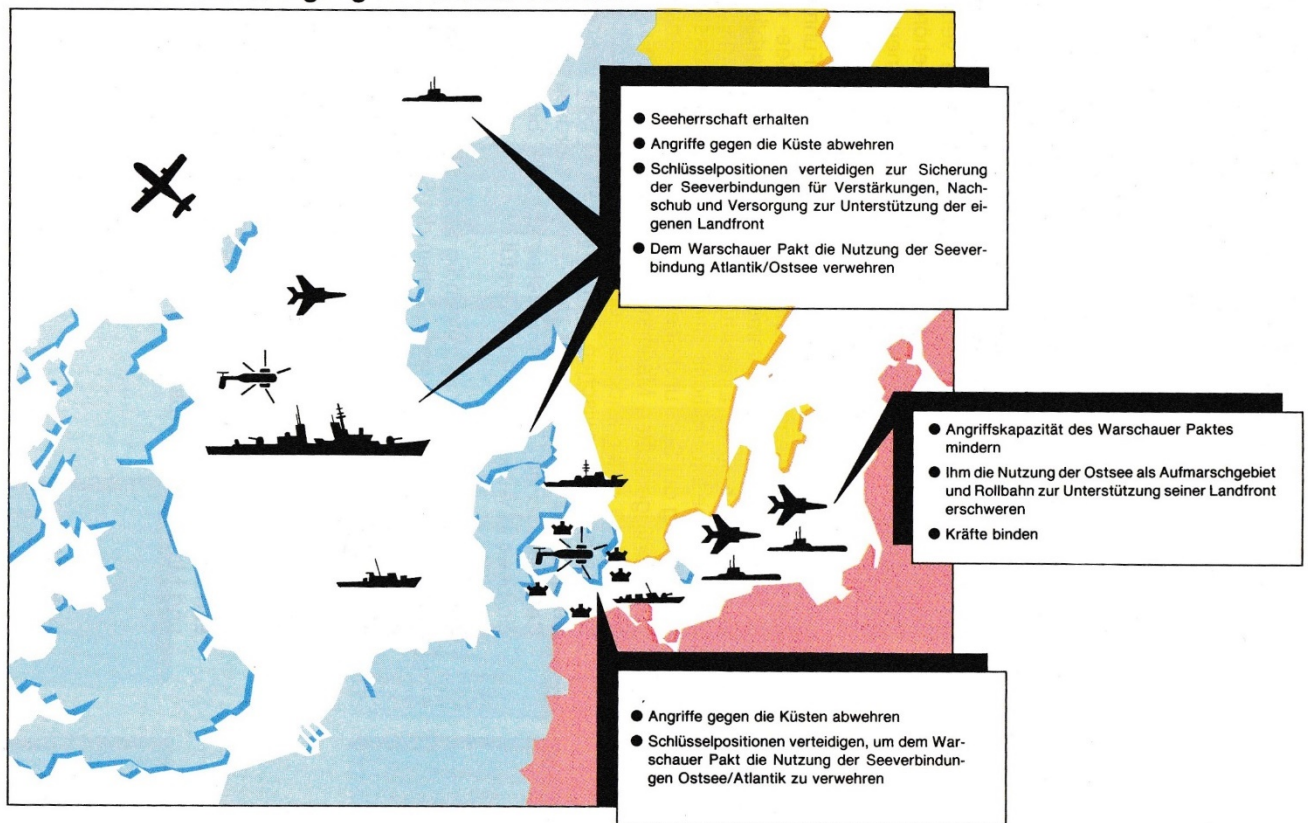 ● Seeherrschaft erhalten
● Angriffe gegen die Küste abwehren
● Schlüsselpositionen verteidigen zur Sicherung
der Seeverbindungen für Verstärkungen, Nach-
schub und Versorgung zur Unterstützung der ei-
genen Landfront
● Dem Warschauer Pakt die Nutzung der Seever-
bindung Atlantik/Ostsee verwehren
● Angriffskapazität des Warschauer Paktes
mindern
● Ihm die Nutzung der Ostsee als Aufmarschgebiet
und Rollbahn zur Unterstützung seiner Landfront
erschweren
● Kräfte binden
● Angriffe gegen die Küsten abwehren
● Schlüsselpositionen verteidigen, um dem War-
schauer Pakt die Nutzung der Seeverbindun-
gen Ostsee/Atlantik zu verwehren